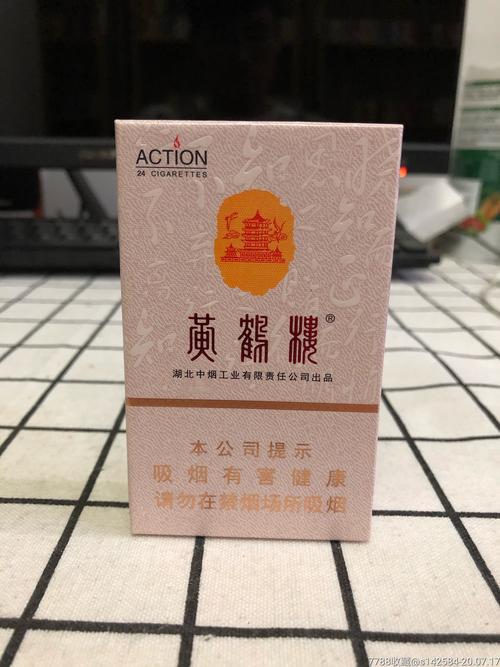 ACTION
24 CIGARETTES
黄鹤楼®
湖北中烟工业有限责任公司出品
本公司提示
吸烟有害健康
请勿在禁烟场所吸烟
7788收藏@s142584-20.07.17